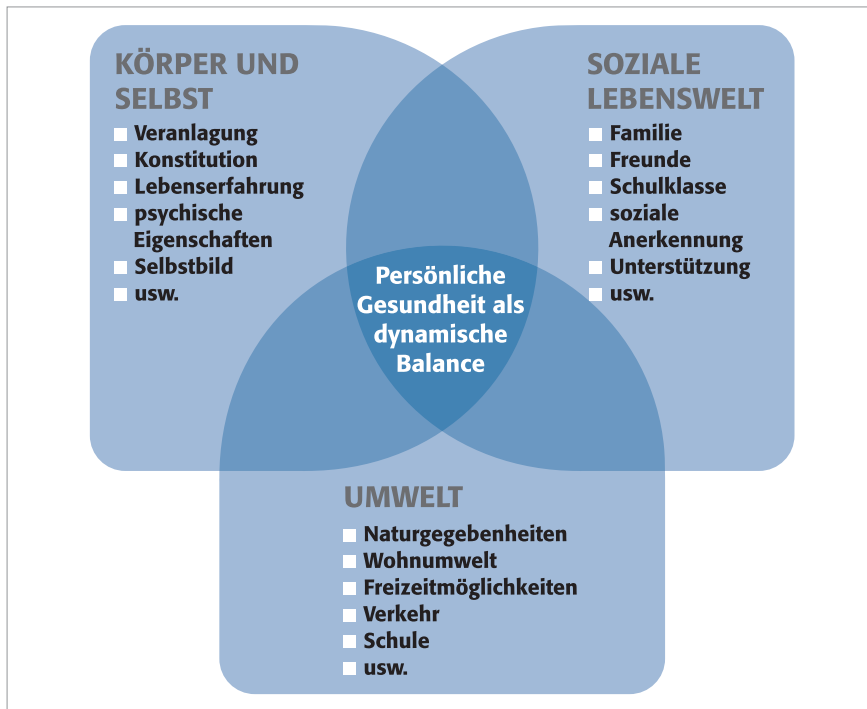 KÖRPER UND
SELBST
Veranlagung
Konstitution
Lebenserfahrung
psychische
Eigenschaften
Selbstbild
usw.
SOZIALE
LEBENSWELT
Familie
Freunde
Schulklasse
soziale
Anerkennung
Unterstützung
usw.
Persönliche
Gesundheit als
dynamische
Balance
UMWELT
Naturgegebenheiten
Wohnumwelt
Freizeitmöglichkeiten
Verkehr
Schule
usw.